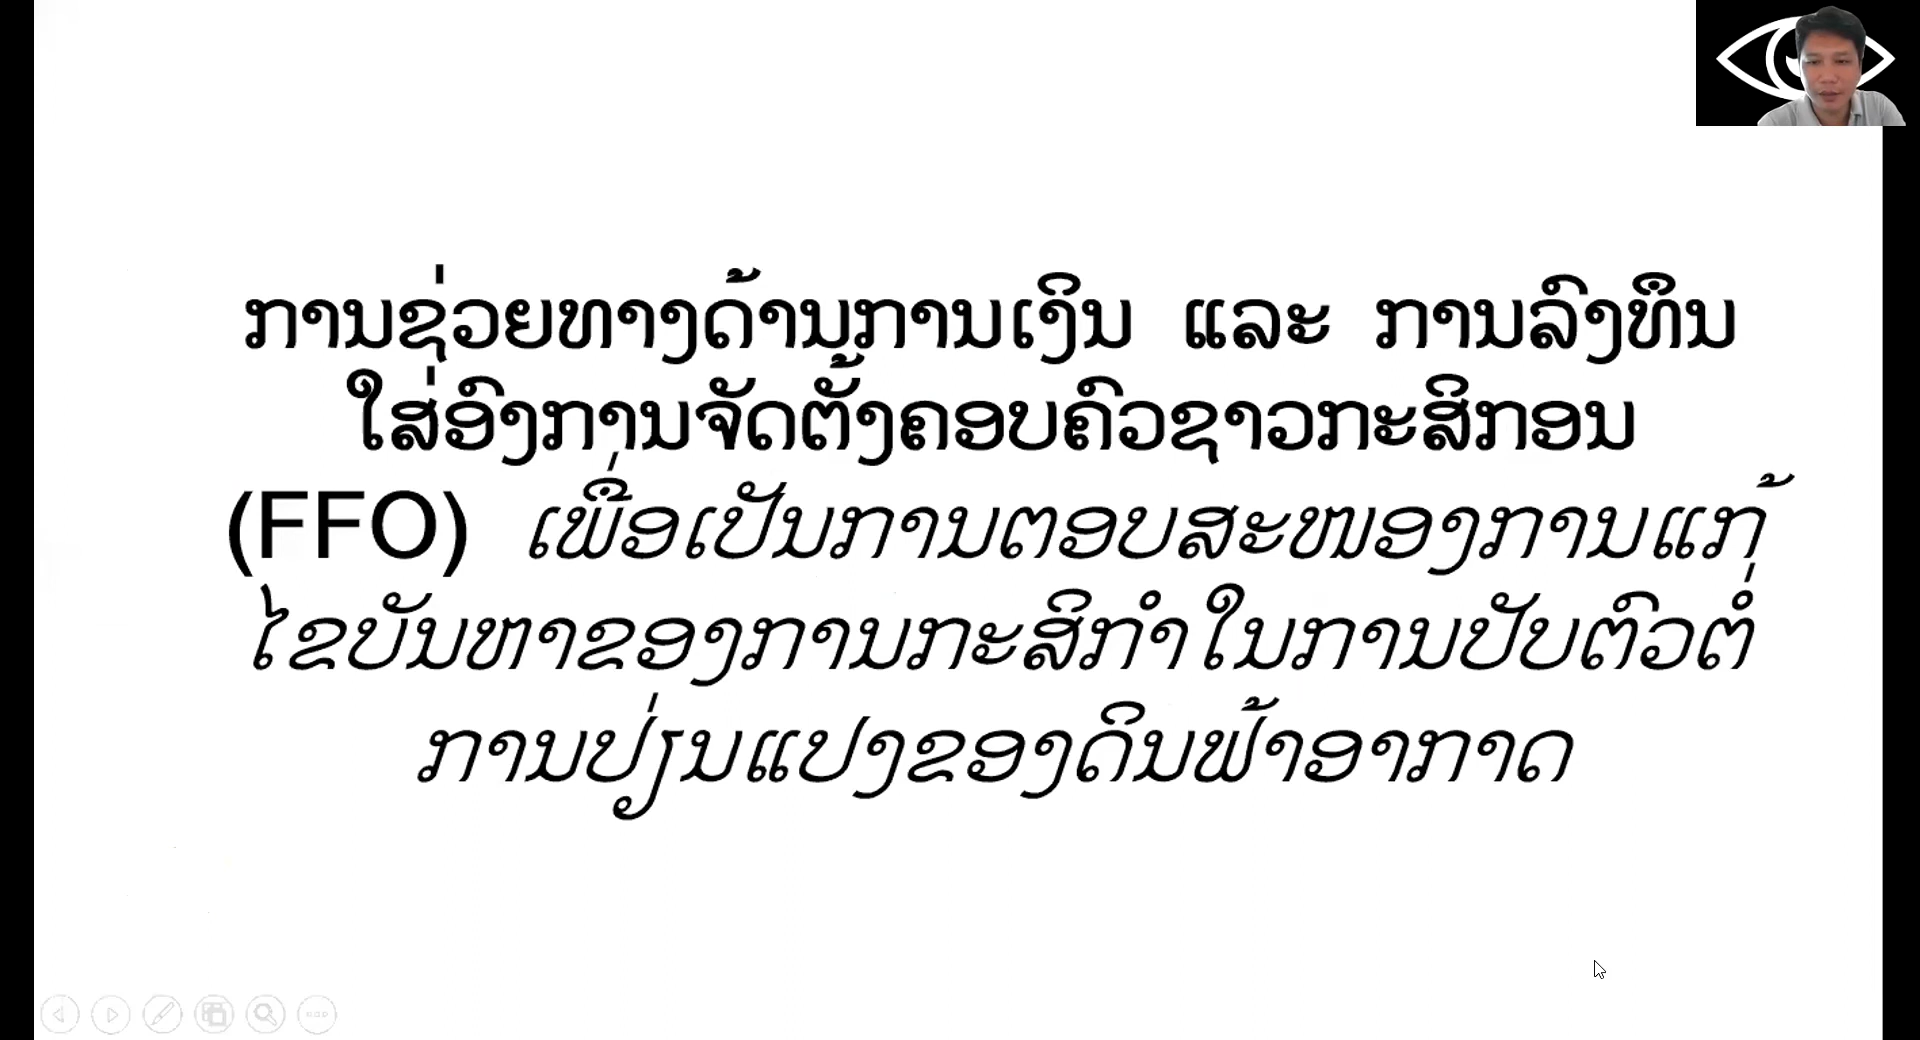 ການຊ່ວຍທາງດ້ານການເງິນ ແລະ ການລົງທຶນ
ໃສ່ອົງການຈັດຕັ້ງຄອບຄົວຊາວກະສິກອນ
(FFO) ເພື່ອເປັນການຕອບສະໜອງການແກ້
ໄຂບັນຫາຂອງການກະສິກຳໃນການປັບຕົວຕໍ່
ການປ່ຽນແປງຂອງດິນຟ້າອາກາດ